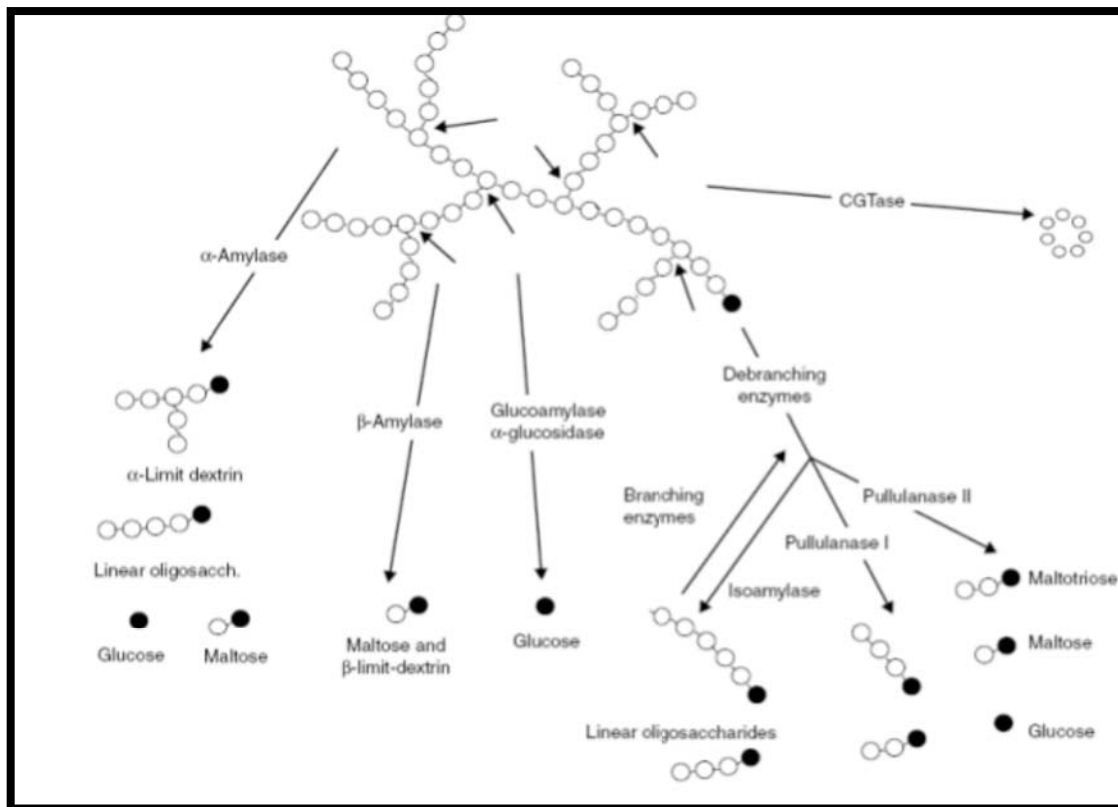 CGTase
α-Amylase
Debranching
enzymes
β-Amylase
Glucoamylase
α-glucosidase
α-Limit dextrin
Branching
enzymes
Pullulanase II
Pullulanase I
Linear oligosacch.
Isoamylase
Maltotriose
Glucose
Maltose
Maltose and
β-limit-dextrin
Glucose
Maltose
Linear oligosaccharides
Glucose